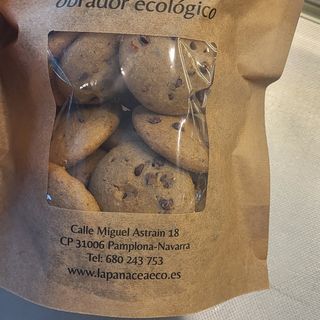 obrador ecológico
Calle Miguel Astrain 18
CP 31006 Pamplona-Navarra
Tel: 680 243 753
www.lapanaceaeco.es